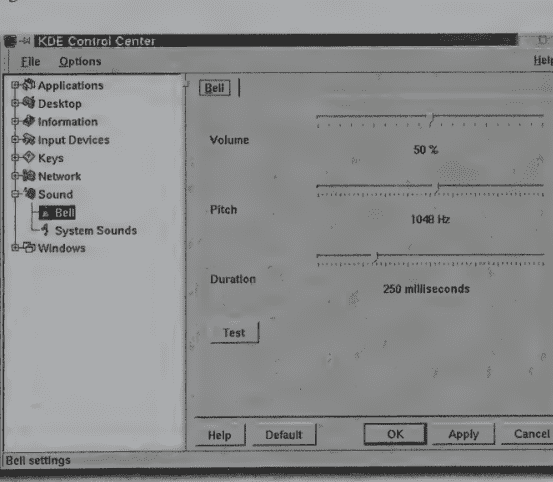 KDE Control Center
File Options Help
Applications
Desktop
Information
Input Devices
Keys
Network
Sound
Bell
System Sounds
Windows
Bell
Volume
50 %
Pitch
1048 Hz
Duration
250 milliseconds
Test
Help Default OK Apply Cancel
Bell settings